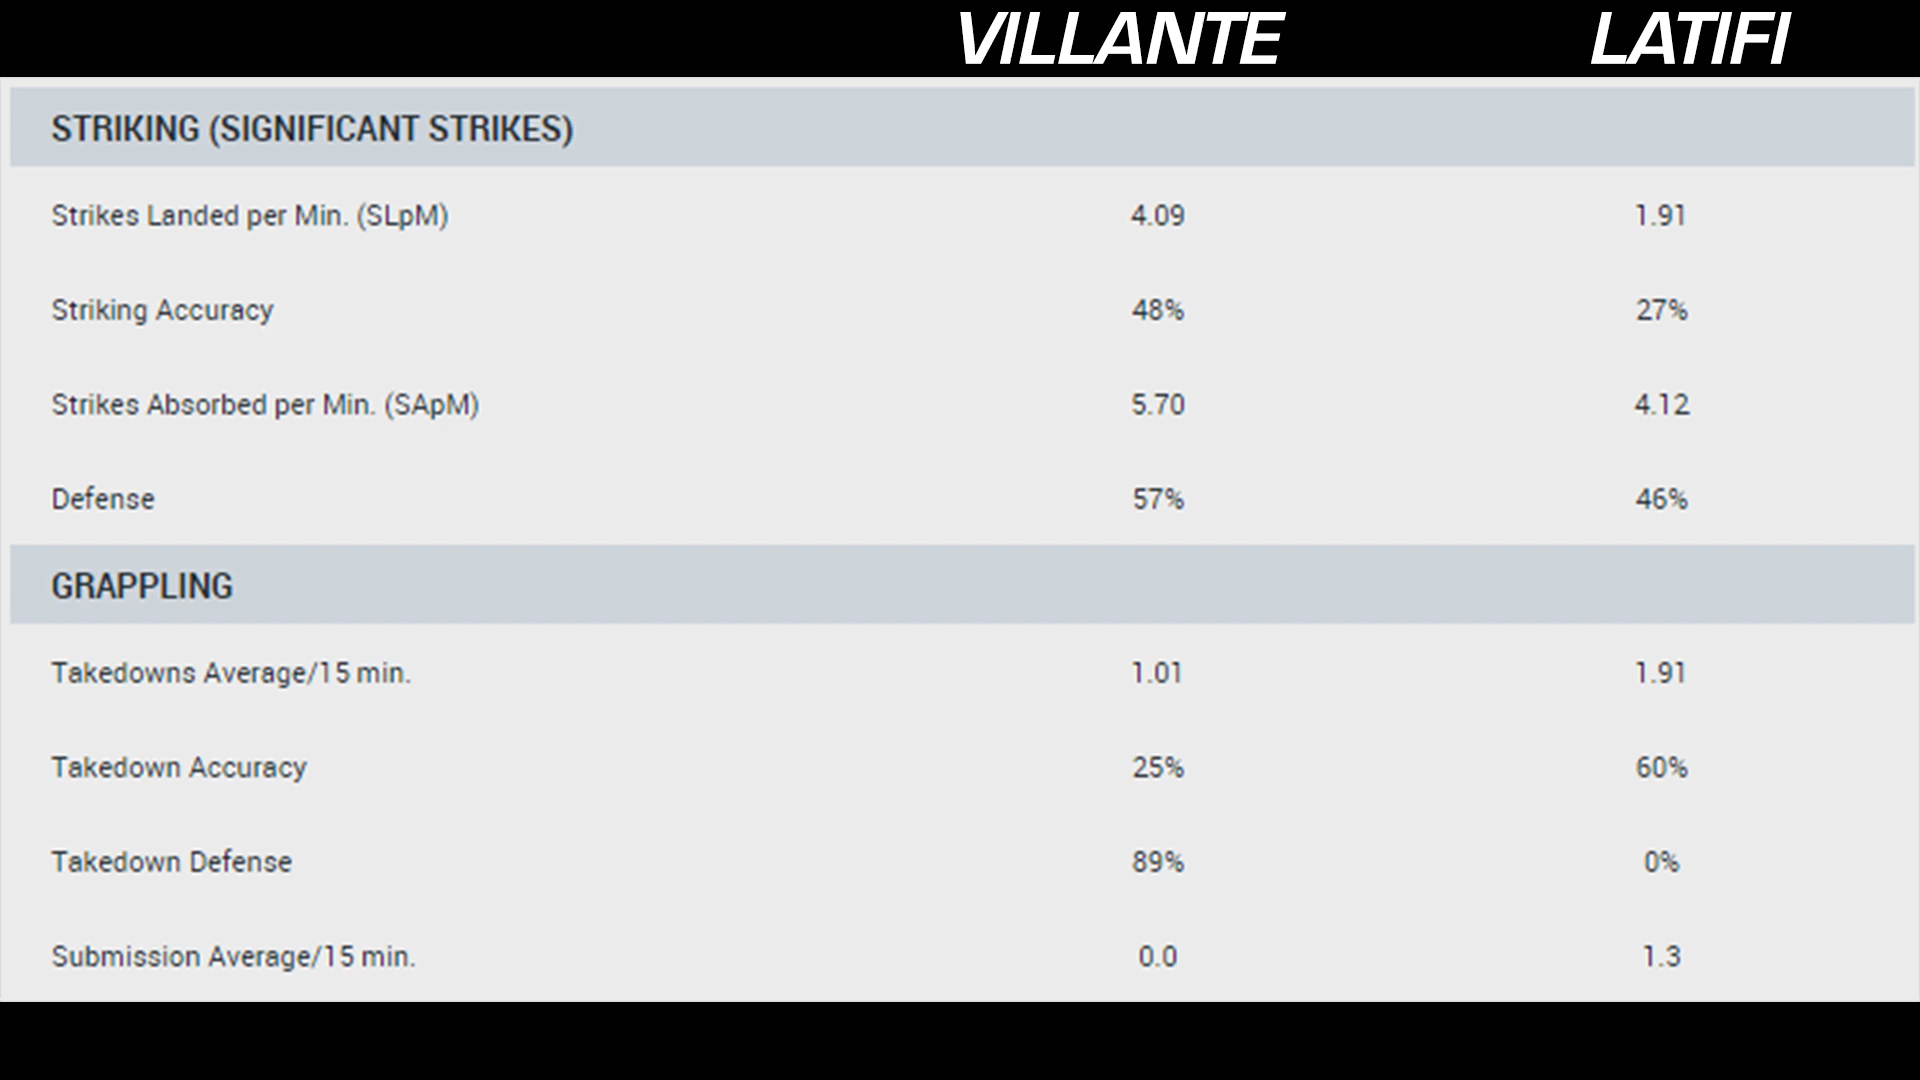 VILLANTE LATIFI
STRIKING (SIGNIFICANT STRIKES)
Strikes Landed per Min. (SLpM) 4.09 1.91
Striking Accuracy 48% 27%
Strikes Absorbed per Min. (SApM) 5.70 4.12
Defense 57% 46%
GRAPPLING
Takedowns Average/15 min. 1.01 1.91
Takedown Accuracy 25% 60%
Takedown Defense 89% 0%
Submission Average/15 min. 0.0 1.3